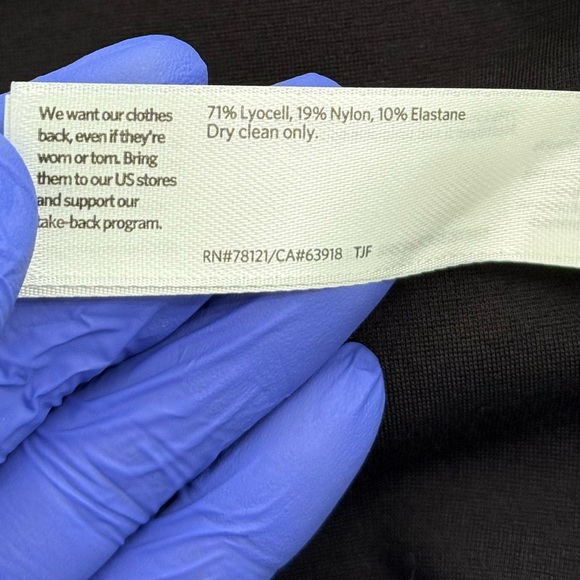 We want our clothes
back, even if they're
worn or torn. Bring
them to our US stores
and support our
take-back program.
71% Lyocell, 19% Nylon, 10% Elastane
Dry clean only.
RN#78121/CA#63918 TJF